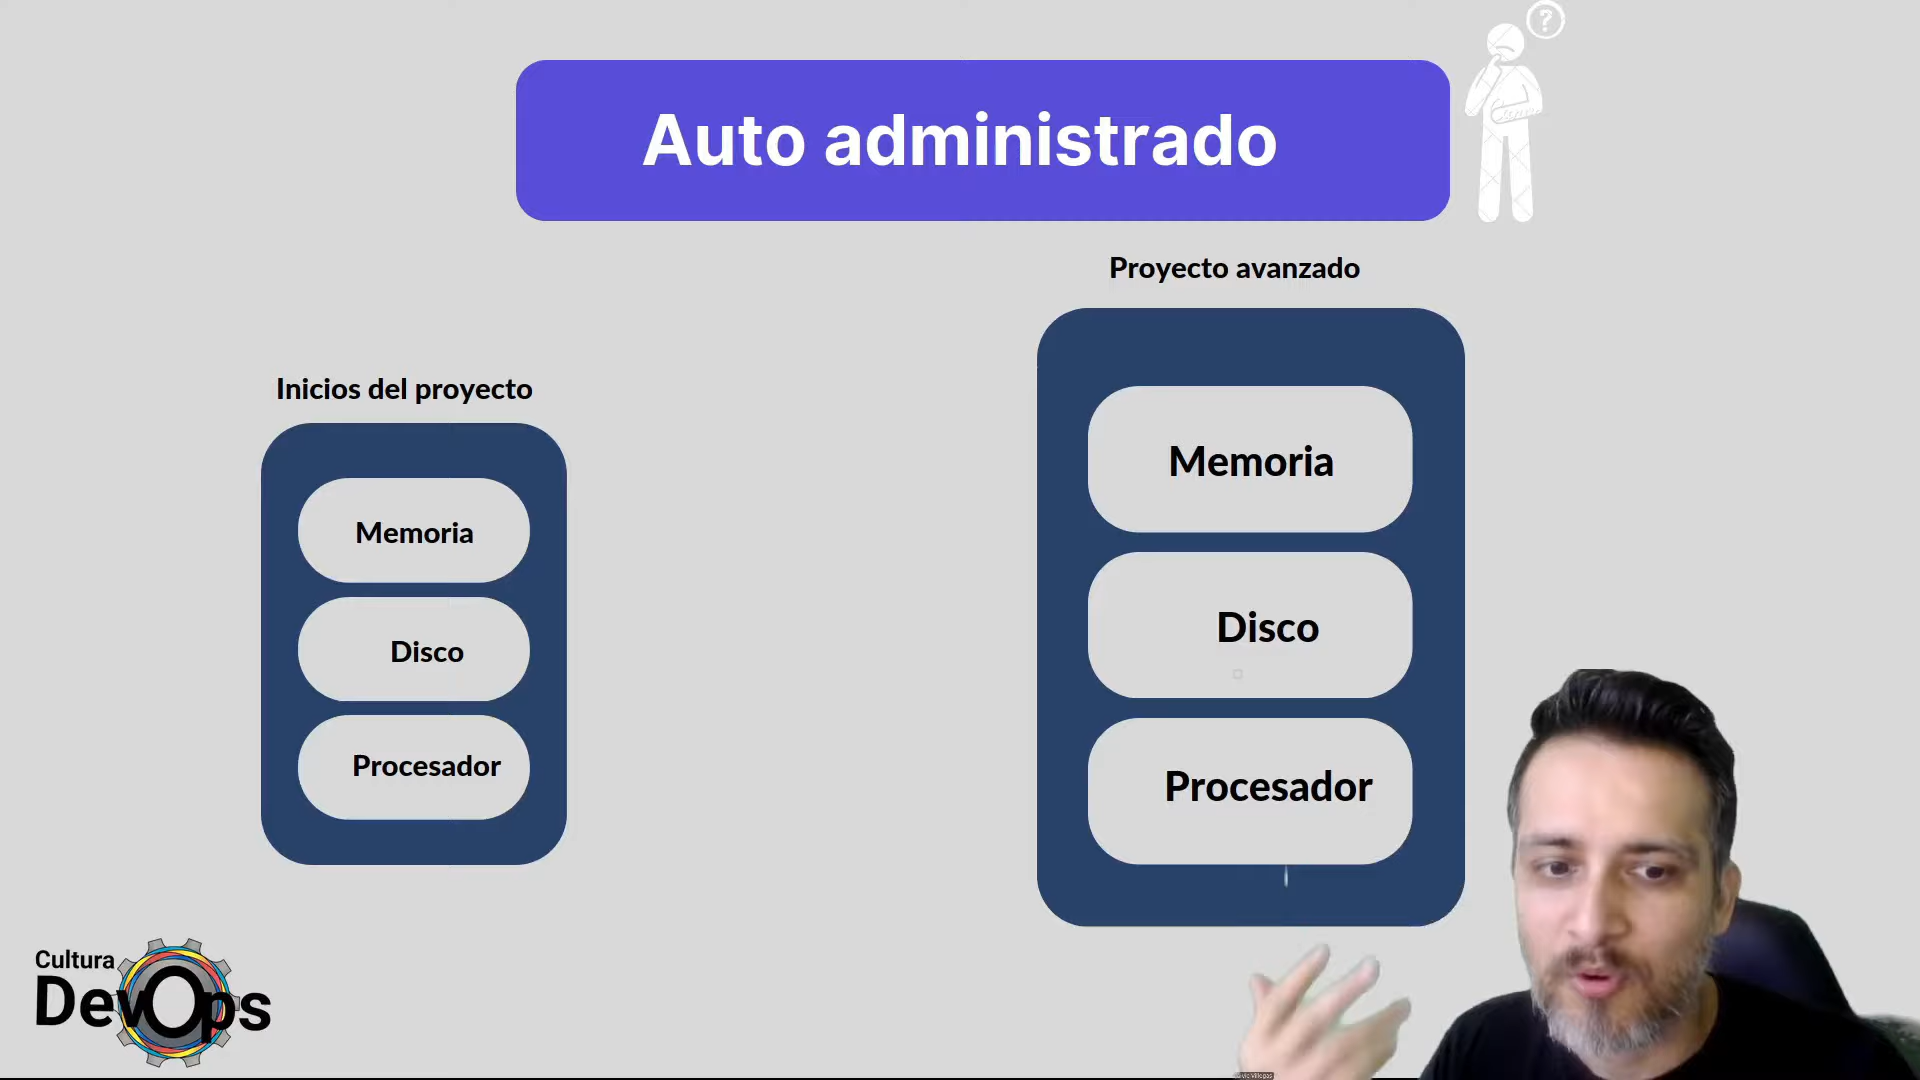 ?
Auto administrado
Proyecto avanzado
Inicios del proyecto
Memoria
Disco
Procesador
Memoria
Disco
Procesador
Cultura
DevOps